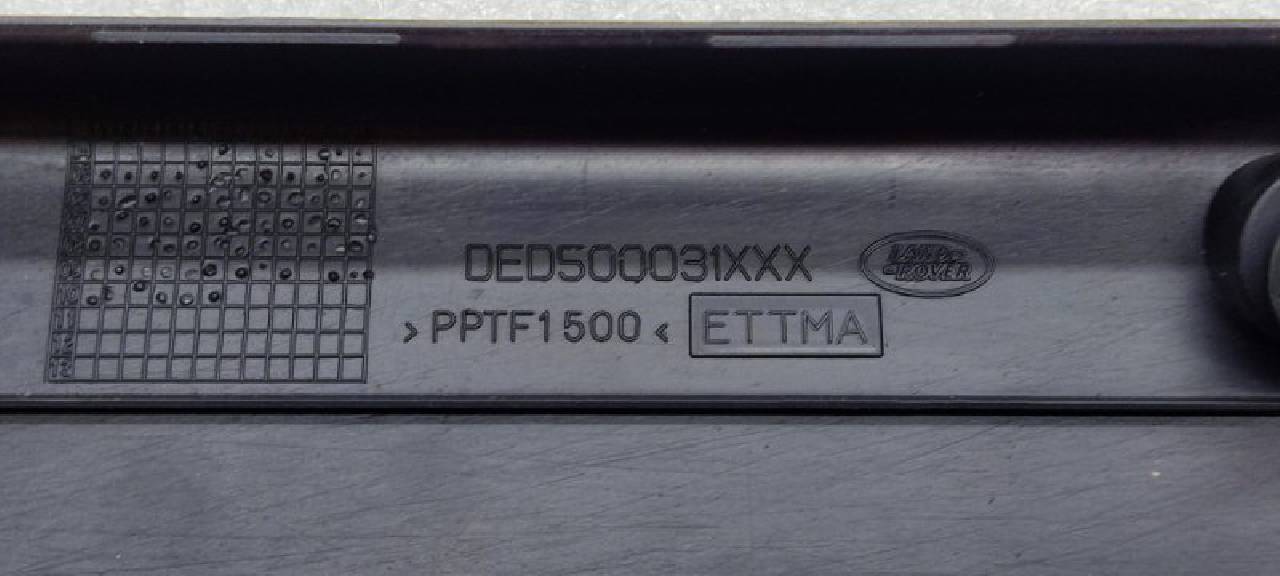 DED500031XXX
LAND ROVER
>PPTF1500<
ETTMA